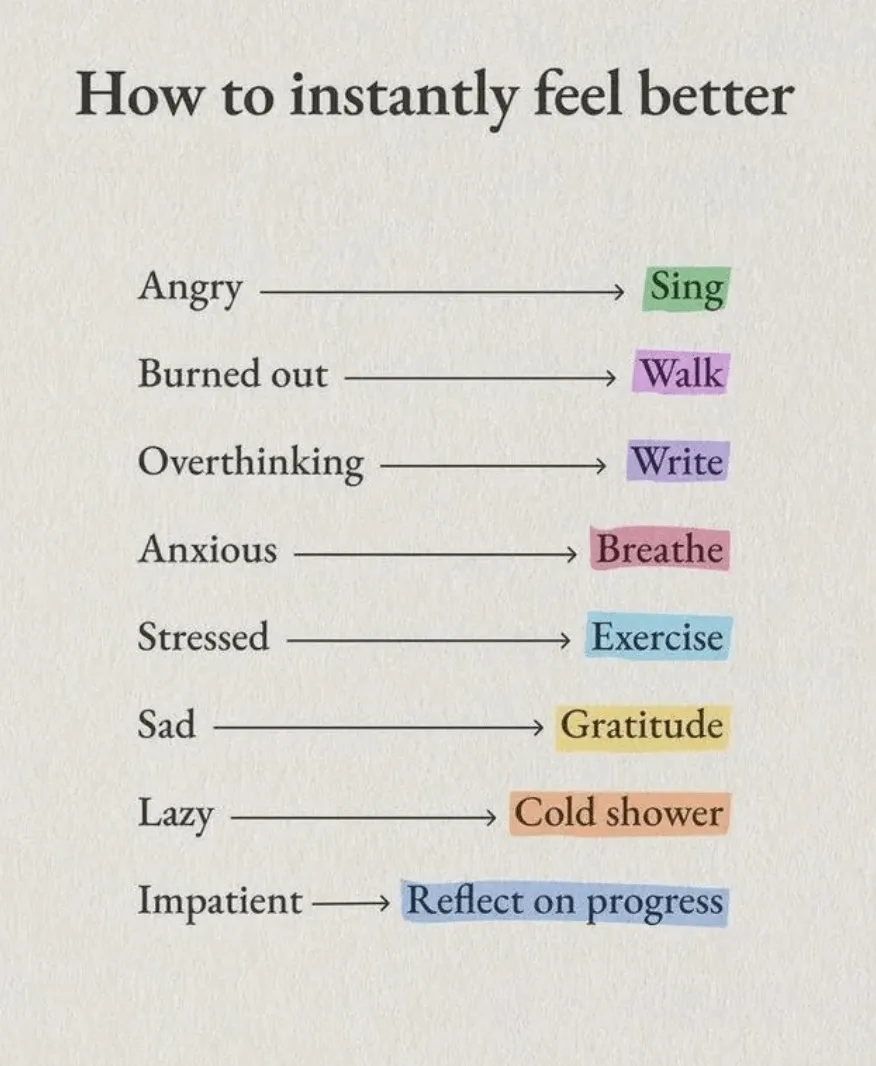 How to instantly feel better
Angry → Sing
Burned out → Walk
Overthinking → Write
Anxious → Breathe
Stressed → Exercise
Sad → Gratitude
Lazy → Cold shower
Impatient → Reflect on progress